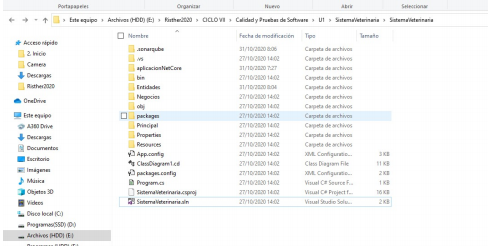 Portapapeles Organizar Nuevo Abrir Seleccionar
Este equipo > Archivos (HDD) (E:) > Risther2020 > CICLO VII > Calidad y Pruebas de Software > U1 > SistemaVeterinaria > SistemaVeterinaria
Nombre Fecha de modificación Tipo Tamaño
Acceso rápido
2. Inicio
Camera
Descargas
Risther2020
OneDrive
Este equipo
A360 Drive
Descargas
Documentos
Escritorio
Imágenes
Música
Objetos 3D
Vídeos
Disco local (C:)
Programas(SSD) (D:)
Archivos (HDD) (E:)
.sonarqube 31/10/2020 8:06 Carpeta de archivos
.vs 27/10/2020 14:02 Carpeta de archivos
aplicacionNetCore 31/10/2020 7:27 Carpeta de archivos
bin 27/10/2020 14:02 Carpeta de archivos
Entidades 31/10/2020 8:04 Carpeta de archivos
Negocios 27/10/2020 14:02 Carpeta de archivos
obj 27/10/2020 14:02 Carpeta de archivos
packages 27/10/2020 14:02 Carpeta de archivos
Principal 27/10/2020 14:02 Carpeta de archivos
Properties 27/10/2020 14:02 Carpeta de archivos
Resources 27/10/2020 14:02 Carpeta de archivos
App.config 27/10/2020 14:02 XML Configuratio... 3 KB
ClassDiagram1.cd 27/10/2020 14:02 Class Diagram File 11 KB
packages.config 27/10/2020 14:02 XML Configuratio... 2 KB
Program.cs 27/10/2020 14:02 Visual C# Source F... 1 KB
SistemaVeterinaria.csproj 27/10/2020 14:02 Visual C# Project f... 16 KB
SistemaVeterinaria.sln 27/10/2020 14:02 Visual Studio Solu... 2 KB